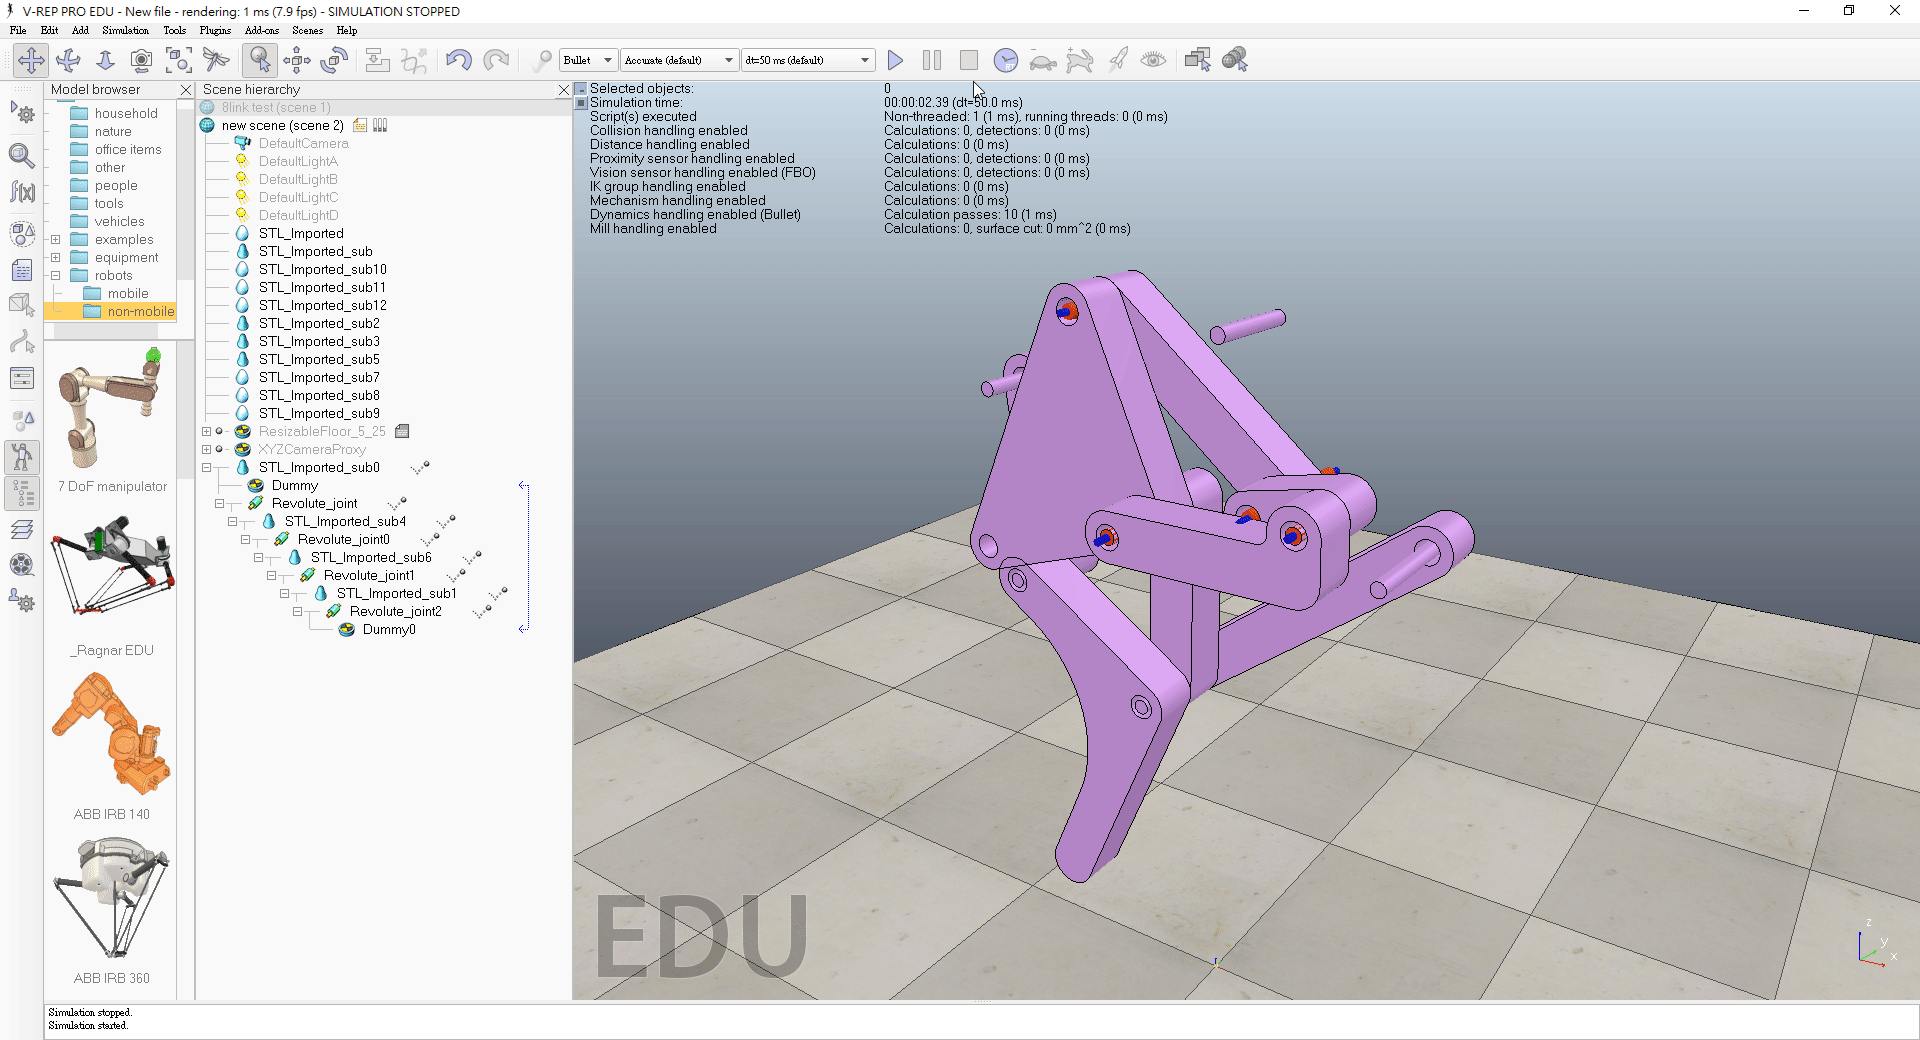 V-REP PRO EDU - New file - rendering: 1 ms (7.9 fps) - SIMULATION STOPPED
File Edit Add Simulation Tools Plugins Add-ons Scenes Help
Bullet Accurate (default) dt=50 ms (default)
Model browser
household
nature
office items
other
people
tools
vehicles
examples
equipment
robots
mobile
non-mobile
7 DoF manipulator
_Ragnar EDU
ABB IRB 140
ABB IRB 360
Scene hierarchy
8link test (scene 1)
new scene (scene 2)
DefaultCamera
DefaultLightA
DefaultLightB
DefaultLightC
DefaultLightD
STL_Imported
STL_Imported_sub
STL_Imported_sub10
STL_Imported_sub11
STL_Imported_sub12
STL_Imported_sub2
STL_Imported_sub3
STL_Imported_sub5
STL_Imported_sub7
STL_Imported_sub8
STL_Imported_sub9
ResizableFloor_5_25
XYZCameraProxy
STL_Imported_sub0
Dummy
Revolute_joint
STL_Imported_sub4
Revolute_joint0
STL_Imported_sub6
Revolute_joint1
STL_Imported_sub1
Revolute_joint2
Dummy0
Selected objects: 0
Simulation time: 00:00:02.39 (dt=50.0 ms)
Script(s) executed Non-threaded: 1 (1 ms), running threads: 0 (0 ms)
Collision handling enabled Calculations: 0, detections: 0 (0 ms)
Distance handling enabled Calculations: 0 (0 ms)
Proximity sensor handling enabled Calculations: 0, detections: 0 (0 ms)
Vision sensor handling enabled (FBO) Calculations: 0, detections: 0 (0 ms)
IK group handling enabled Calculations: 0 (0 ms)
Mechanism handling enabled Calculations: 0 (0 ms)
Dynamics handling enabled (Bullet) Calculation passes: 10 (1 ms)
Mill handling enabled Calculations: 0, surface cut: 0 mm^2 (0 ms)
EDU
z
y
x
Simulation stopped.
Simulation started.